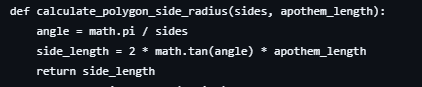 def calculate_polygon_side_radius(sides, apothem_length):
    angle = math.pi / sides
    side_length = 2 * math.tan(angle) * apothem_length
    return side_length